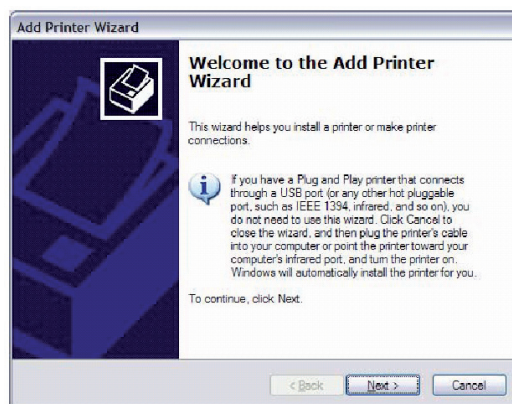 Add Printer Wizard
Welcome to the Add Printer
Wizard
This wizard helps you install a printer or make printer
connections.
If you have a Plug and Play printer that connects
through a USB port (or any other hot pluggable
port, such as IEEE 1394, infrared, and so on), you
do not need to use this wizard. Click Cancel to
close the wizard, and then plug the printer's cable
into your computer or point the printer toward your
computer's infrared port, and turn the printer on.
Windows will automatically install the printer for you.
To continue, click Next.
< Back Next > Cancel